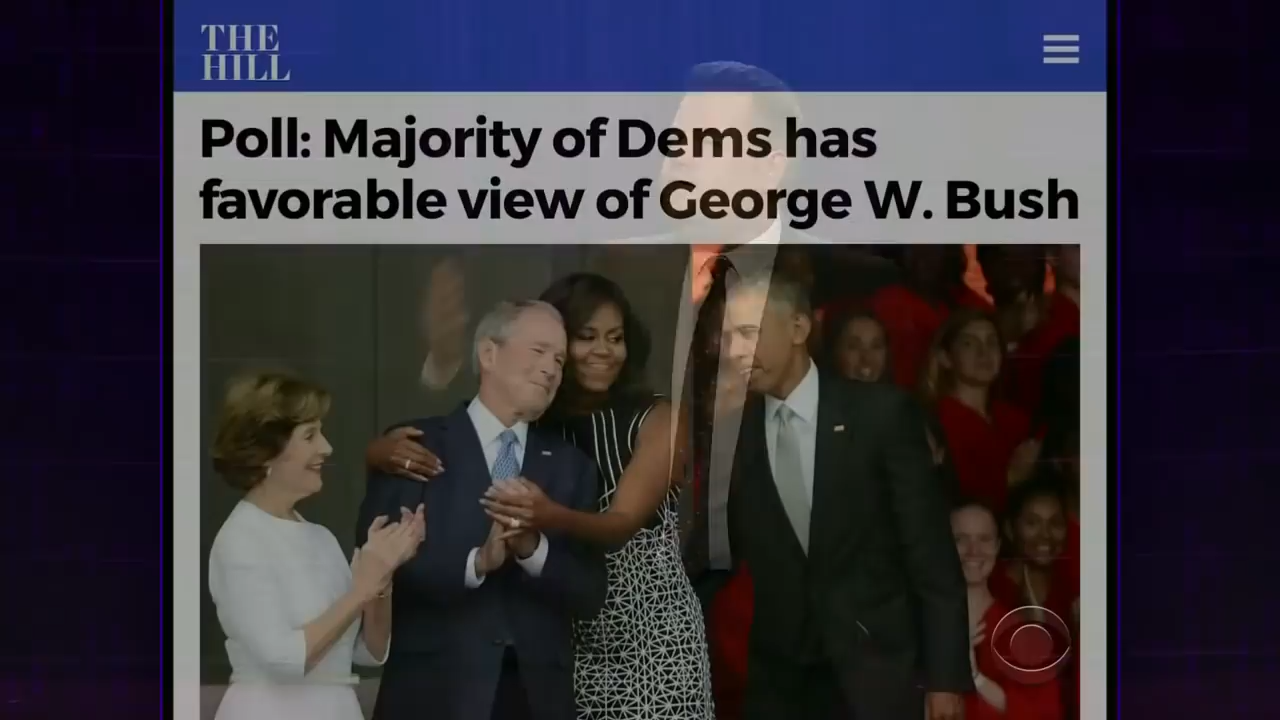 THE
HILL
Poll: Majority of Dems has
favorable view of George W. Bush